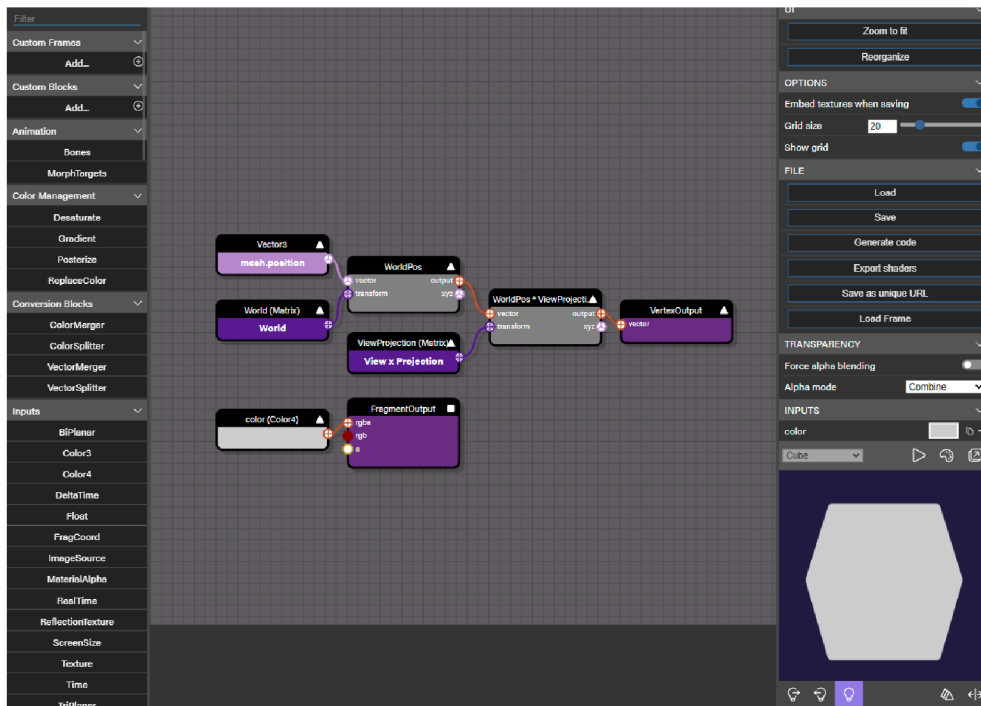 Filter
Custom Frames
Add...
Custom Blocks
Add...
Animation
Bones
MorphTargets
Color Management
Desaturate
Gradient
Posterize
ReplaceColor
Conversion Blocks
ColorMerger
ColorSplitter
VectorMerger
VectorSplitter
Inputs
BiPlanar
Color3
Color4
DeltaTime
Float
FragCoord
ImageSource
MaterialAlpha
RealTime
ReflectionTexture
ScreenSize
Texture
Time
TriPlanar
Vector3
mesh.position
World (Matrix)
World
WorldPos
vector output
transform xyz
ViewProjection (Matrix)
View x Projection
WorldPos * ViewProjecti...
vector output
transform xyz
VertexOutput
vector
color (Color4)
FragmentOutput
rgba
rgb
a
UI
Zoom to fit
Reorganize
OPTIONS
Embed textures when saving
Grid size 20
Show grid
FILE
Load
Save
Generate code
Export shaders
Save as unique URL
Load Frame
TRANSPARENCY
Force alpha blending
Alpha mode Combine
INPUTS
color
Cube